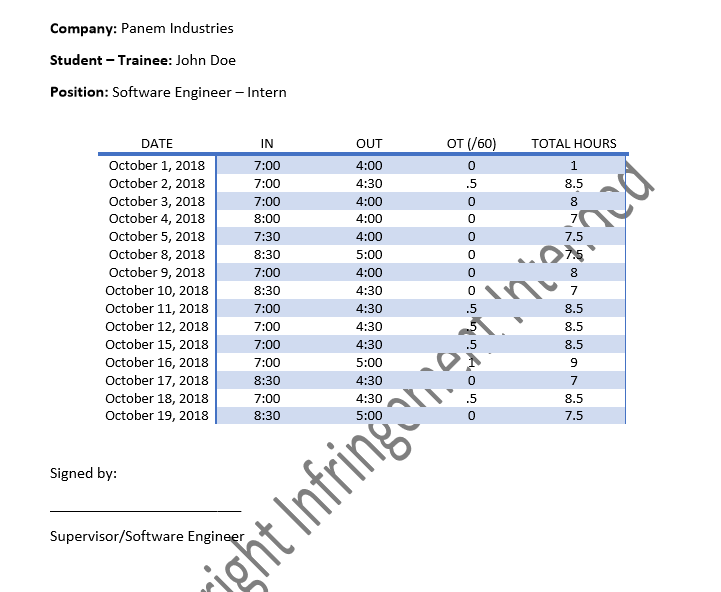 Company: Panem Industries
Student – Trainee: John Doe
Position: Software Engineer – Intern
DATE IN OUT OT (/60) TOTAL HOURS
October 1, 2018 7:00 4:00 0 1
October 2, 2018 7:00 4:30 .5 8.5
October 3, 2018 7:00 4:00 0 8
October 4, 2018 8:00 4:00 0 7
October 5, 2018 7:30 4:00 0 7.5
October 8, 2018 8:30 5:00 0 7.5
October 9, 2018 7:00 4:00 0 8
October 10, 2018 8:30 4:30 0 7
October 11, 2018 7:00 4:30 .5 8.5
October 12, 2018 7:00 4:30 .5 8.5
October 15, 2018 7:00 4:30 .5 8.5
October 16, 2018 7:00 5:00 1 9
October 17, 2018 8:30 4:30 0 7
October 18, 2018 7:00 4:30 .5 8.5
October 19, 2018 8:30 5:00 0 7.5
Signed by:
Supervisor/Software Engineer
right Infringement Intended